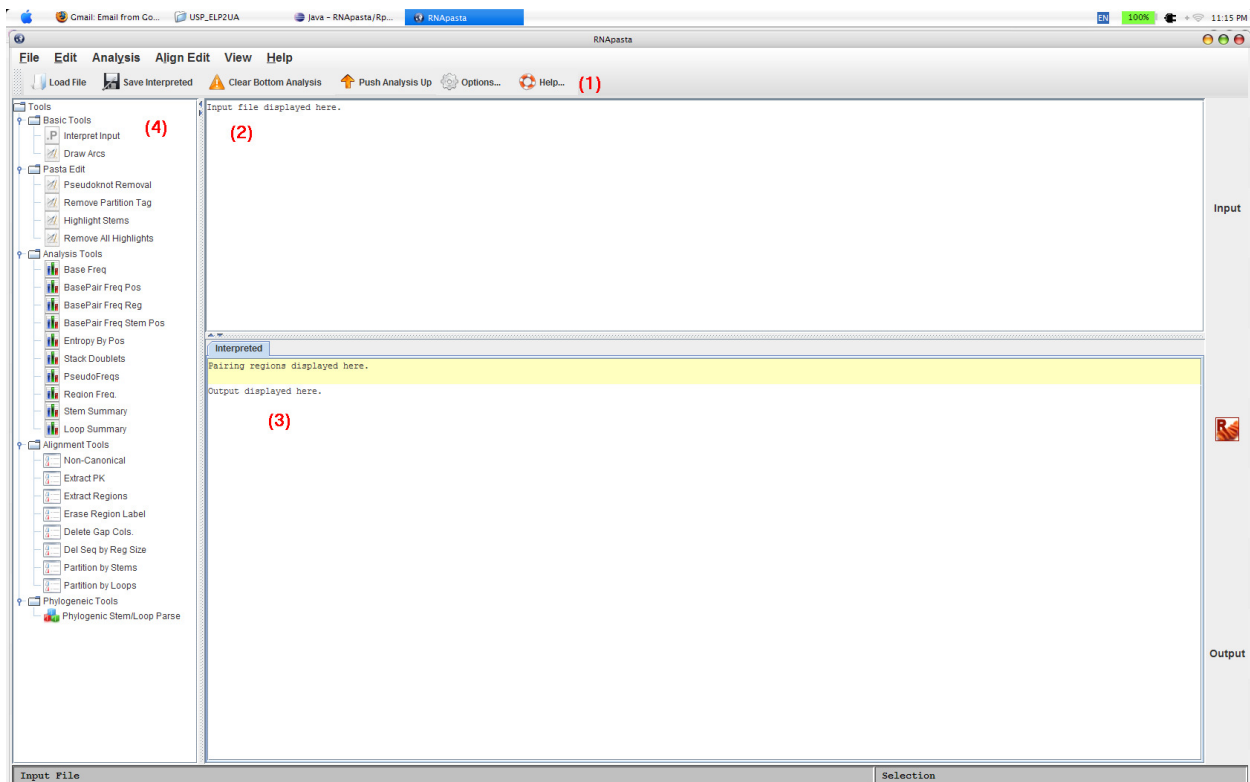 Gmail: Email from Go... USP_ELP2UA Java - RNApasta/Rp... RNApasta EN 100% 11:15 PM
RNApasta
File Edit Analysis Align Edit View Help
Load File Save Interpreted Clear Bottom Analysis Push Analysis Up Options... Help... (1)
Tools
Basic Tools
(4)
.P Interpret Input
Draw Arcs
Pasta Edit
Pseudoknot Removal
Remove Partition Tag
Highlight Stems
Remove All Highlights
Analysis Tools
Base Freq
BasePair Freq Pos
BasePair Freq Reg
BasePair Freq Stem Pos
Entropy By Pos
Stack Doublets
PseudoFreqs
Region Freq.
Stem Summary
Loop Summary
Alignment Tools
Non-Canonical
Extract PK
Extract Regions
Erase Region Label
Delete Gap Cols.
Del Seq by Reg Size
Partition by Stems
Partition by Loops
Phylogeneic Tools
Phylogenic Stem/Loop Parse
Input file displayed here.
(2)
Input
Interpreted
Pairing regions displayed here.
Output displayed here.
(3)
R
Output
Input File Selection